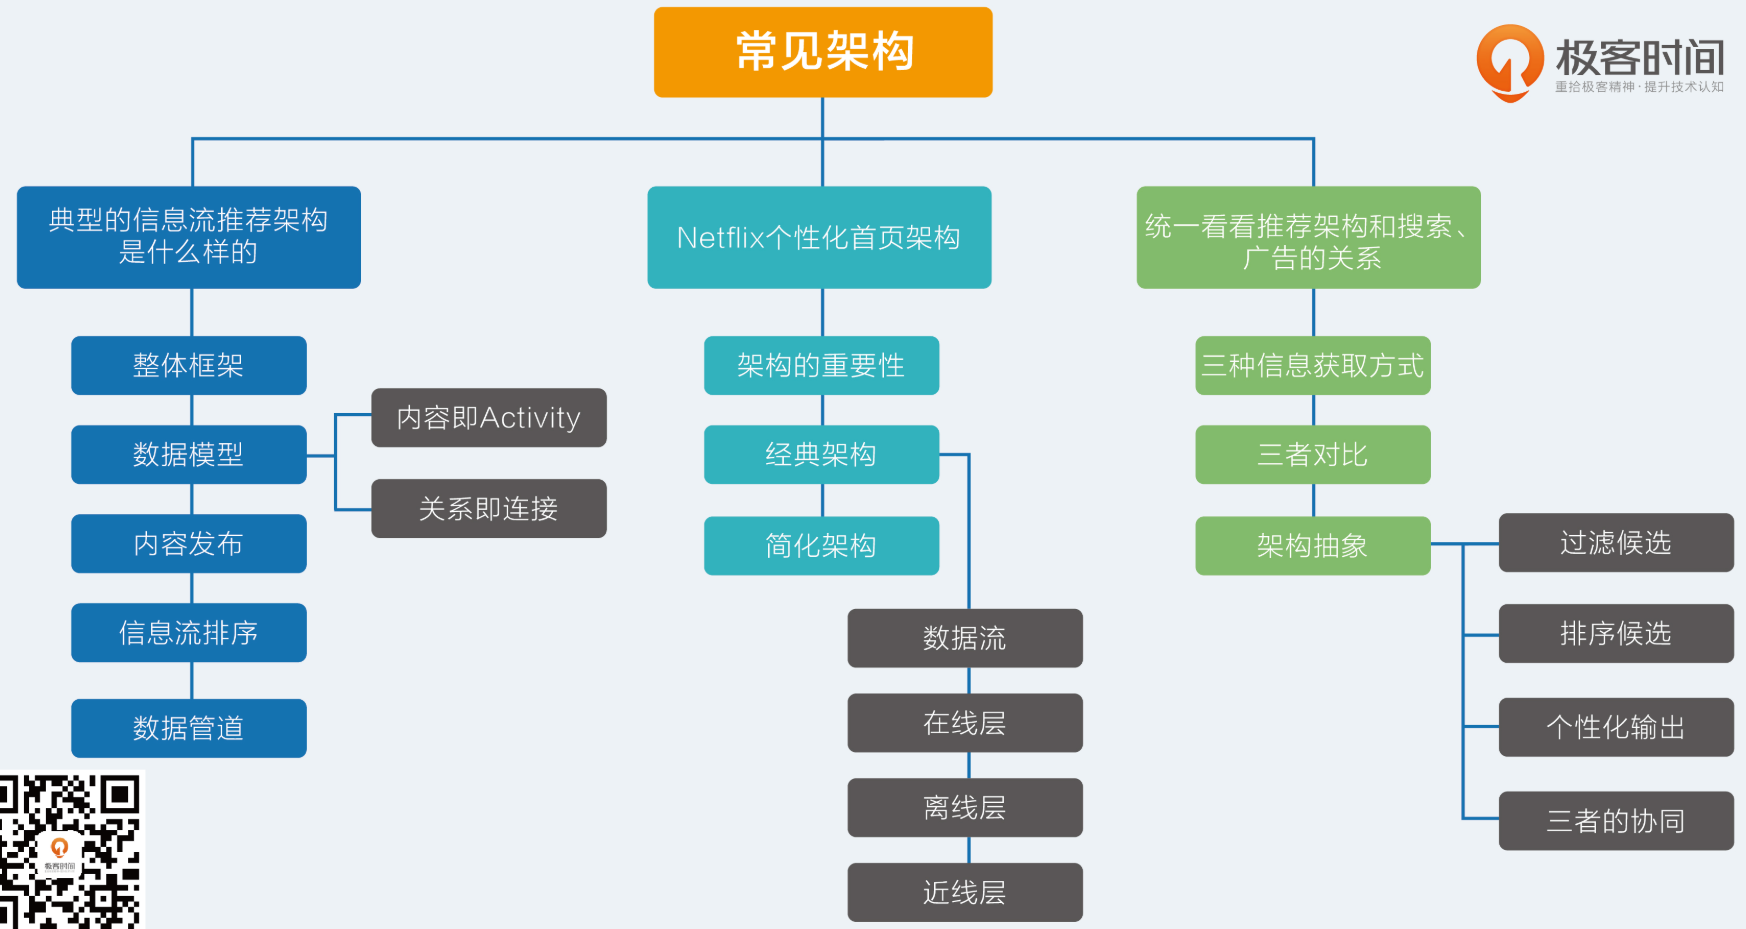 常见架构
极客时间
重拾极客精神·提升技术认知
典型的信息流推荐架构
是什么样的
整体框架
数据模型
内容即Activity
关系即连接
内容发布
信息流排序
数据管道
Netflix个性化首页架构
架构的重要性
经典架构
简化架构
数据流
在线层
离线层
近线层
统一看看推荐架构和搜索、
广告的关系
三种信息获取方式
三者对比
架构抽象
过滤候选
排序候选
个性化输出
三者的协同
极客时间